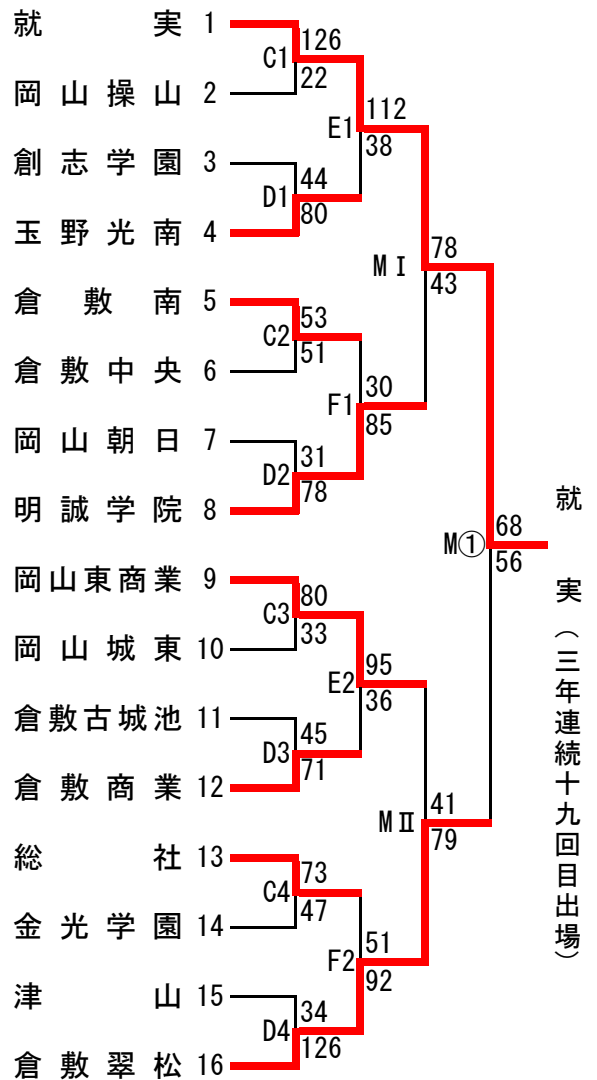 就実 1
126
C1
22
岡山操山 2
112
E1
38
創志学園 3
44
D1
80
玉野光南 4
78
MⅠ
43
倉敷南 5
53
C2
51
倉敷中央 6
30
F1
85
岡山朝日 7
31
D2
78
明誠学院 8
68
M①
56
就実（三年連続十九回目出場）
岡山東商業 9
80
C3
33
岡山城東 10
95
E2
36
倉敷古城池 11
45
D3
71
倉敷商業 12
41
MⅡ
79
総社 13
73
C4
47
金光学園 14
51
F2
92
津山 15
34
D4
126
倉敷翠松 16